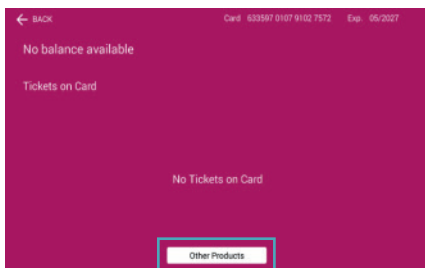 ← BACK Card 633597 0107 9102 7572 Exp. 05/2027
No balance available
Tickets on Card
No Tickets on Card
Other Products